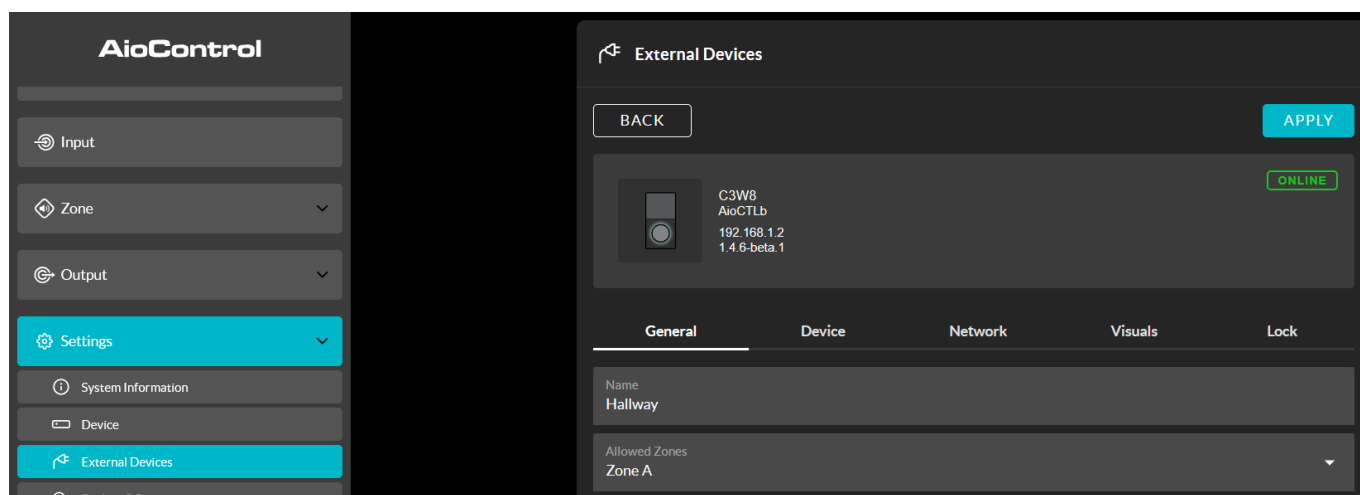 AioControl
Input
Zone
Output
Settings
System Information
Device
External Devices
External Devices
BACK
APPLY
ONLINE
C3W8
AioCTLb
192.168.1.2
1.4.6-beta.1
General Device Network Visuals Lock
Name
Hallway
Allowed Zones
Zone A